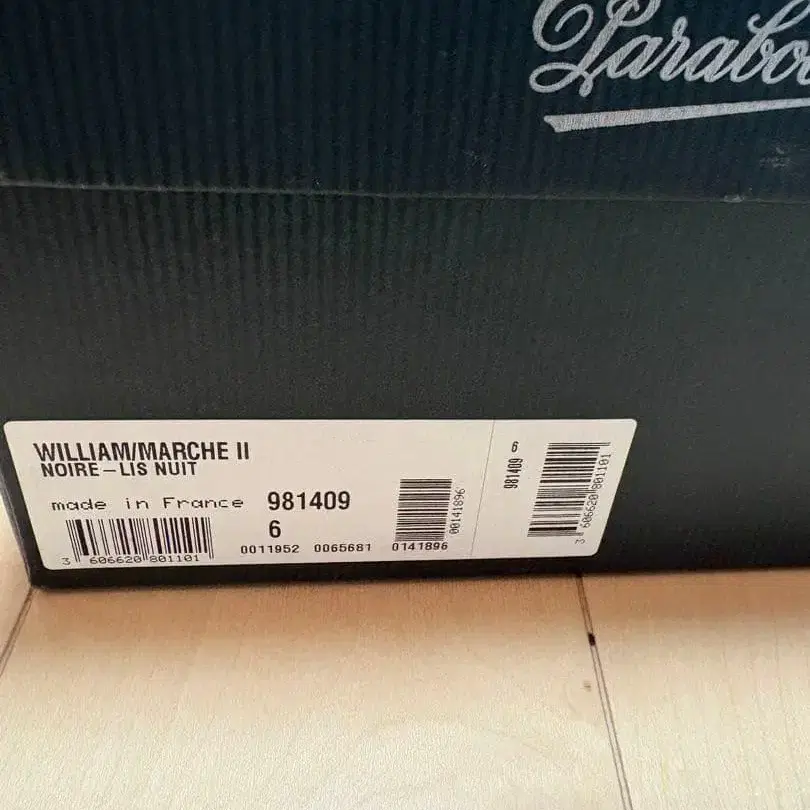 Parabo
WILLIAM/MARCHE II
NOIRE–LIS NUIT
made in France 981409
6
3 606620 801101
0011952 0065681 0141896
00141896
6
981409
3 606620 801101